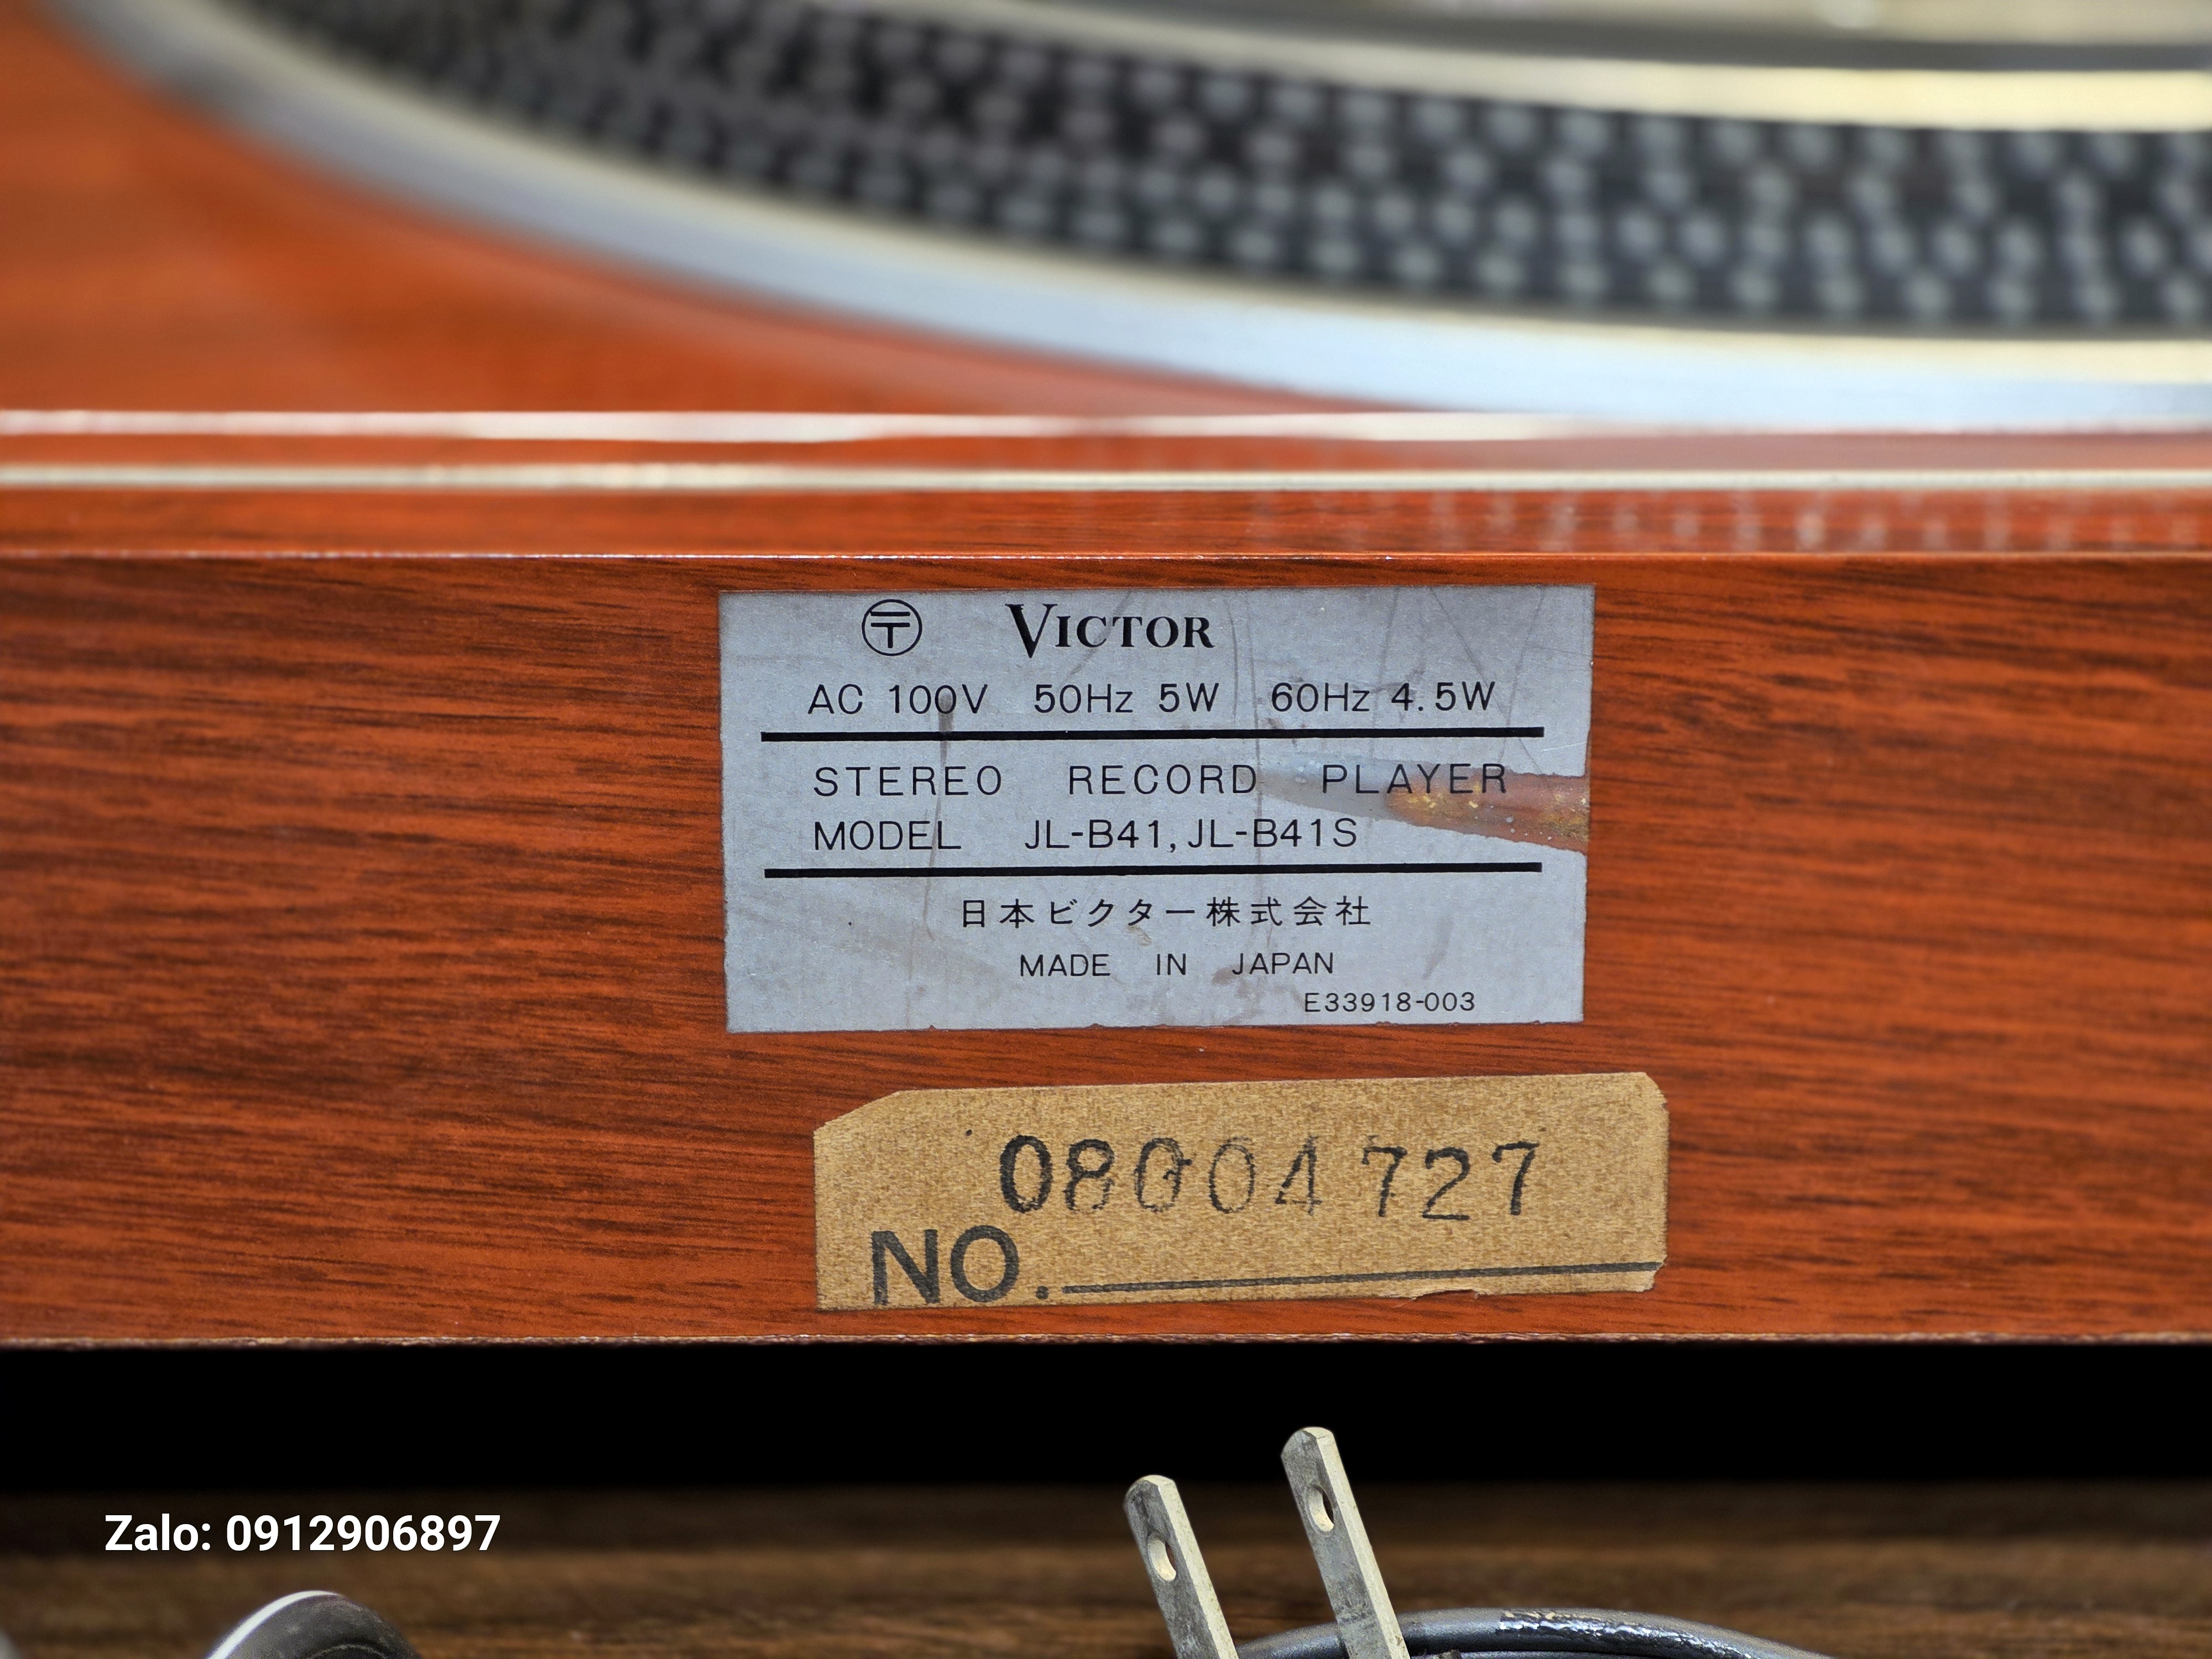 〶 VICTOR
AC 100V 50Hz 5W 60Hz 4.5W
STEREO RECORD PLAYER
MODEL JL-B41, JL-B41S
日本ビクター株式会社
MADE IN JAPAN
E33918-003
08004727
NO.
Zalo: 0912906897